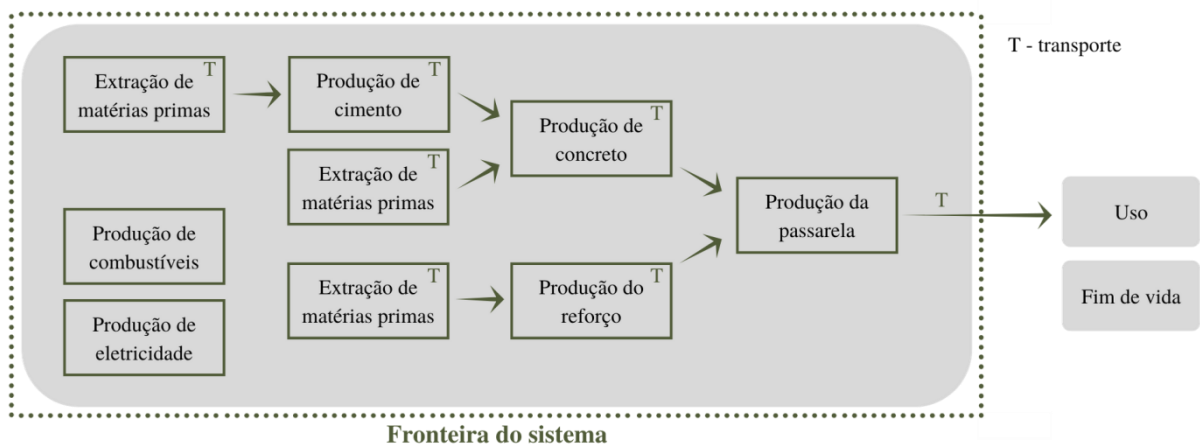 T - transporte
Extração de
matérias primas
T
Produção de
cimento
T
Extração de
matérias primas
T
Produção de
concreto
T
Produção de
combustíveis
Produção de
eletricidade
Extração de
matérias primas
T
Produção do
reforço
T
Produção da
passarela
T
Uso
Fim de vida
Fronteira do sistema